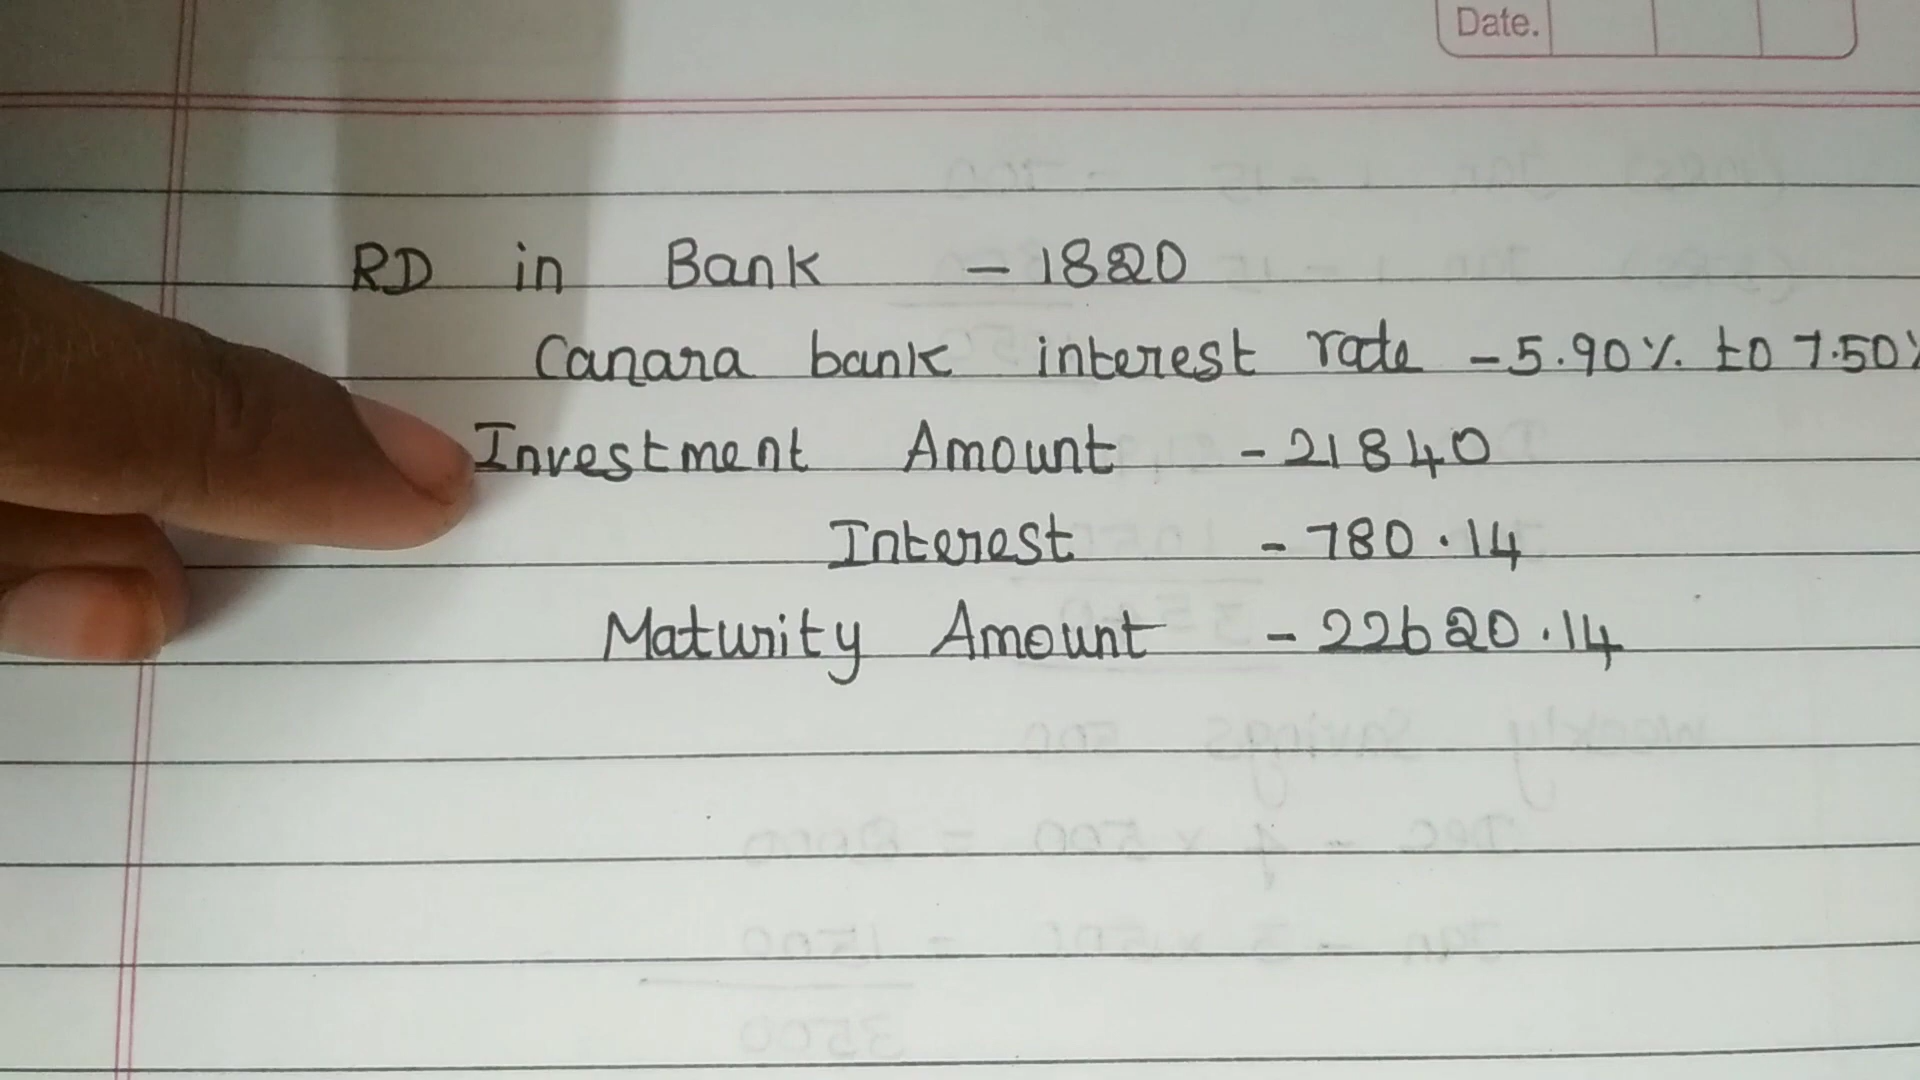 Date.
RD in Bank - 1820
Canara bank interest rate - 5.90% to 7.50%
Investment Amount - 21840
Interest - 780.14
Maturity Amount - 22620.14